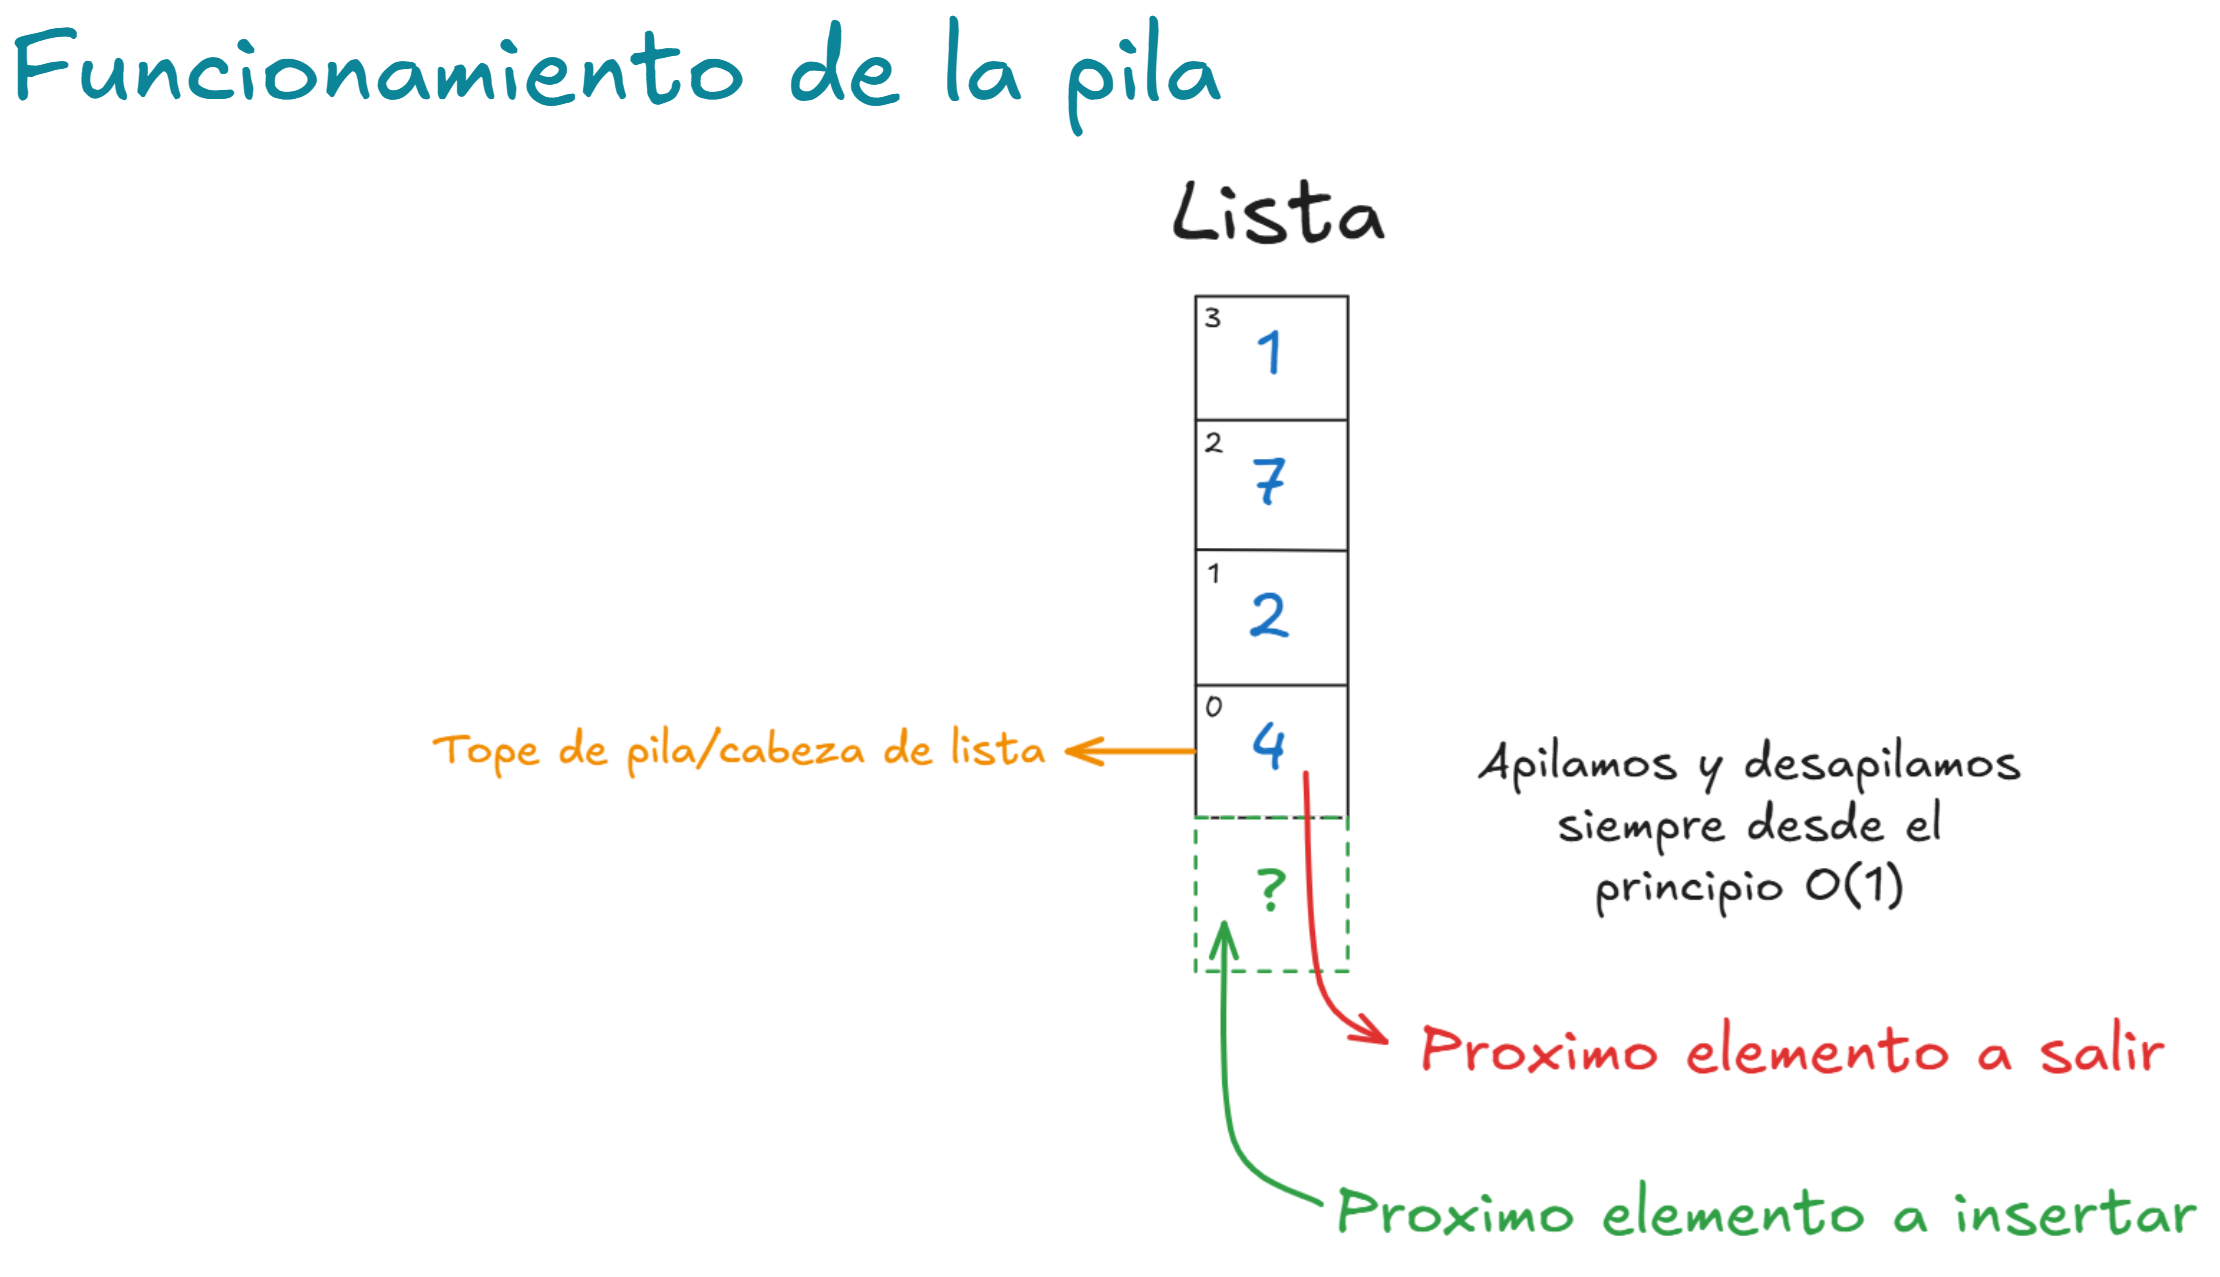 Funcionamiento de la pila
Lista
3
1
2
7
1
2
0
4
Tope de pila/cabeza de lista
Apilamos y desapilamos
siempre desde el
principio O(1)
?
Proximo elemento a salir
Proximo elemento a insertar